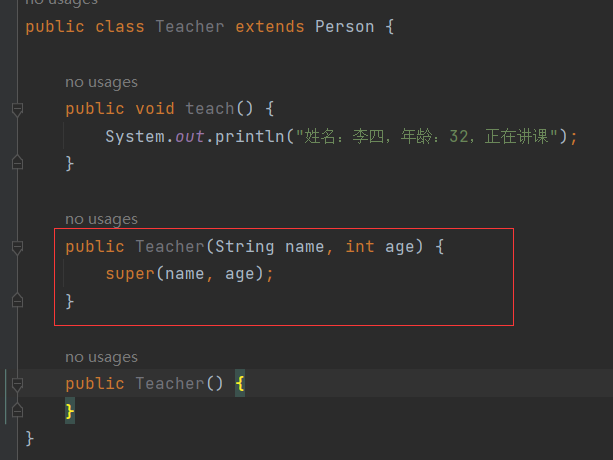 no usages
public class Teacher extends Person {
no usages
public void teach() {
System.out.println("姓名：李四，年龄：32，正在讲课");
}
no usages
public Teacher(String name, int age) {
super(name, age);
}
no usages
public Teacher() {
}
}